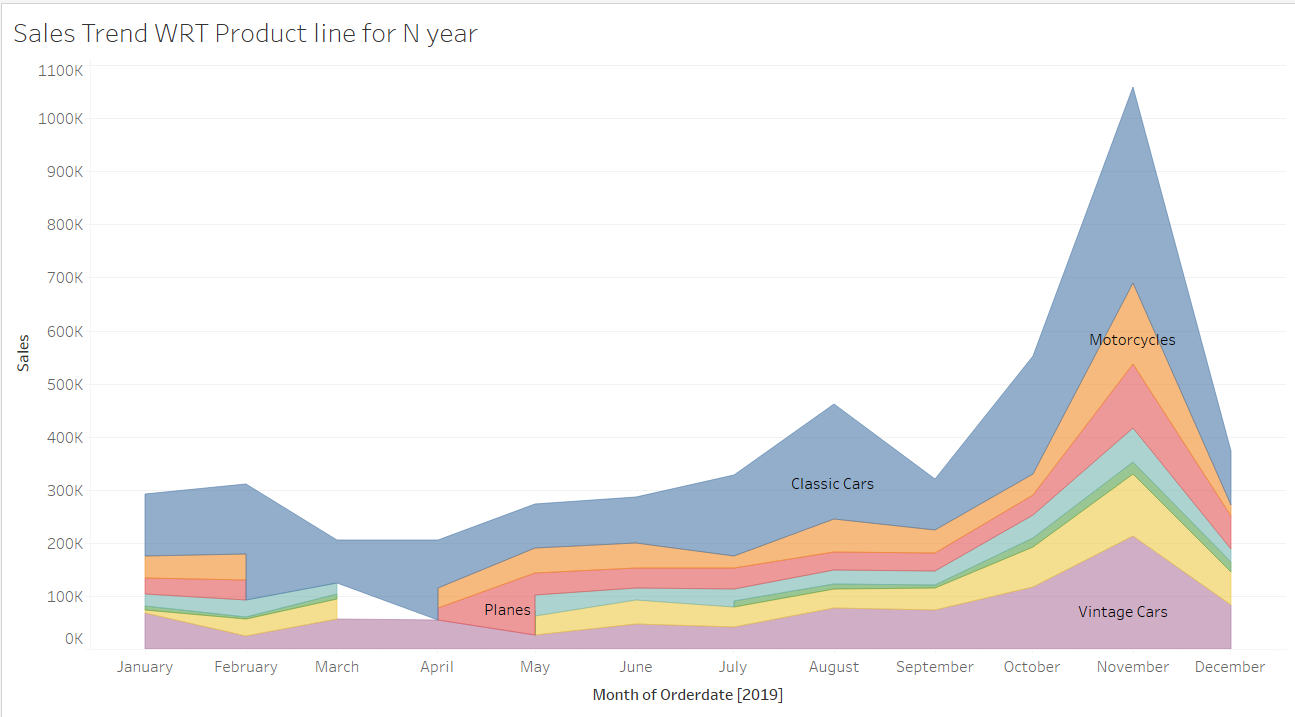 Sales Trend WRT Product line for N year
1100K
1000K
900K
800K
700K
600K
500K
400K
300K
200K
100K
0K
Sales
Motorcycles
Classic Cars
Planes
Vintage Cars
January February March April May June July August September October November December
Month of Orderdate [2019]